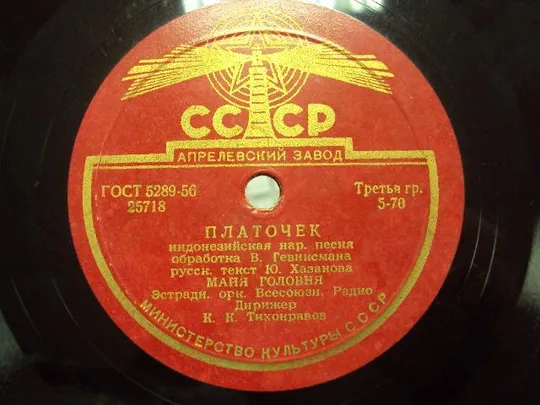 СССР
АПРЕЛЕВСКИЙ ЗАВОД
ГОСТ 5289-56
25718
Третья гр.
5-70
ПЛАТОЧЕК
индонезийская нар. песня
обработка В. Гевиксмана
русск. текст Ю. Хазанова
МАЙЯ ГОЛОВНЯ
Эстрадн. орк. Всесоюзн. Радио
Дирижер
К. К. Тихонравов
МИНИСТЕРСТВО КУЛЬТУРЫ СССР